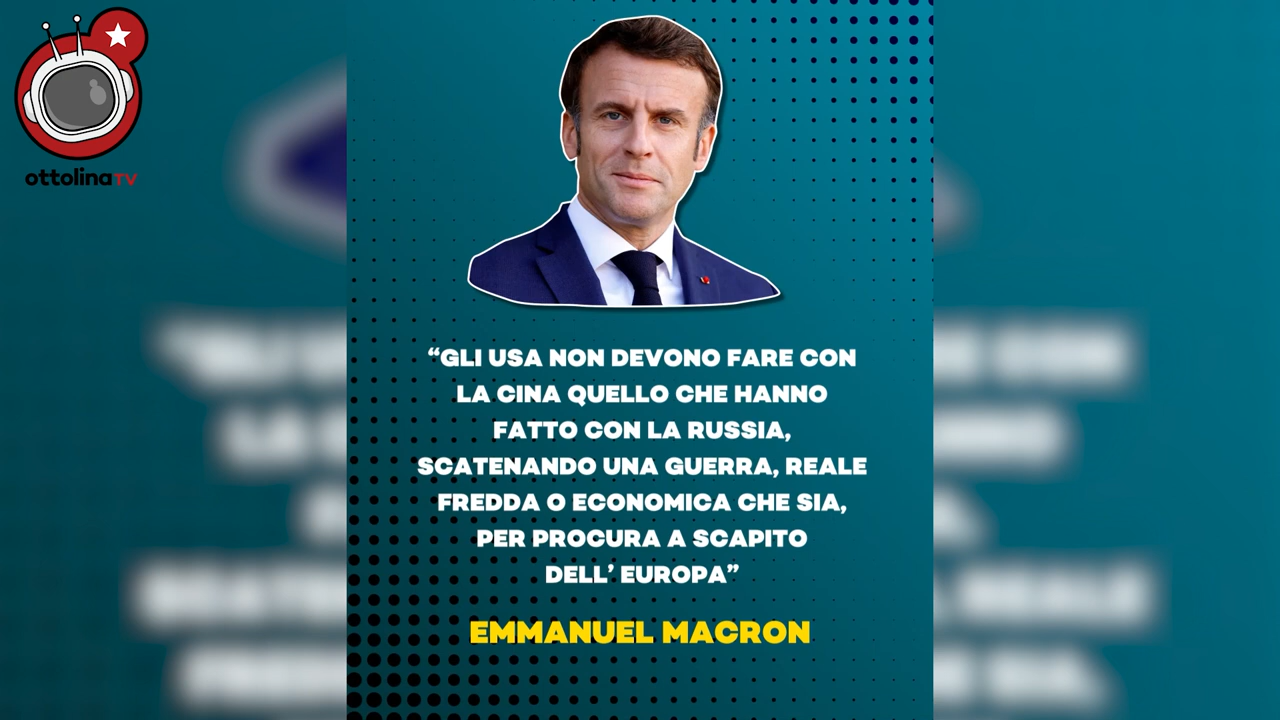 ottolinaTV
“GLI USA NON DEVONO FARE CON
LA CINA QUELLO CHE HANNO
FATTO CON LA RUSSIA,
SCATENANDO UNA GUERRA, REALE
FREDDA O ECONOMICA CHE SIA,
PER PROCURA A SCAPITO
DELL’ EUROPA”
EMMANUEL MACRON